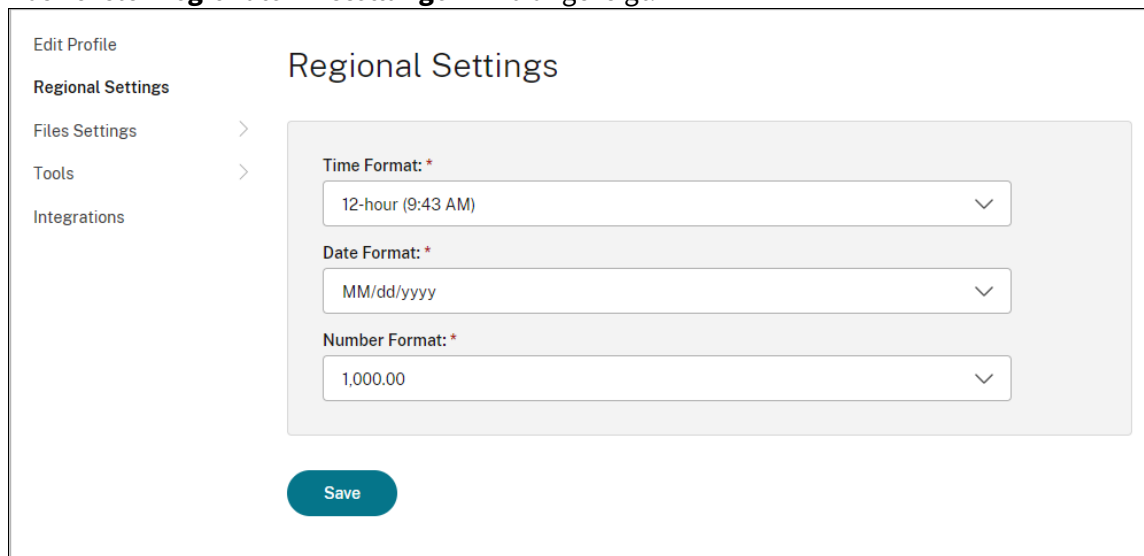 Edit Profile
Regional Settings
Regional Settings
Files Settings
Tools
Integrations
Time Format: *
12-hour (9:43 AM)
Date Format: *
MM/dd/yyyy
Number Format: *
1,000.00
Save